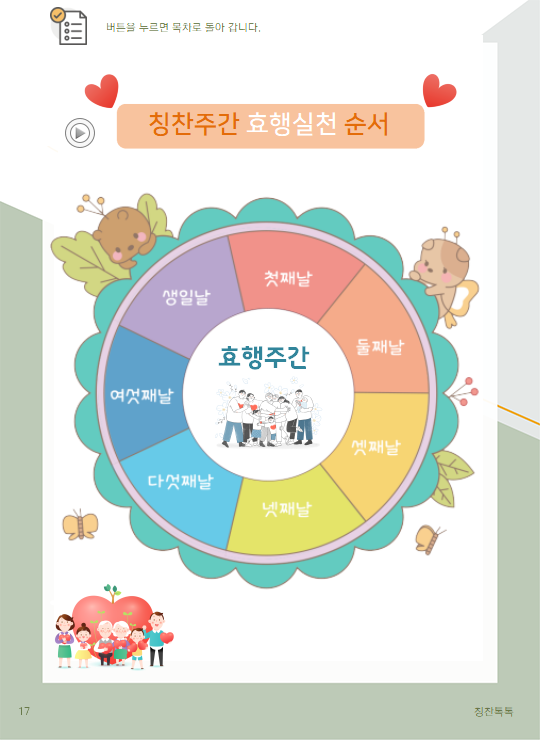 버튼을 누르면 목차로 돌아 갑니다.
칭찬주간 효행실천 순서
첫째날
생일날
둘째날
효행주간
여섯째날
셋째날
다섯째날
넷째날
17
칭찬톡톡